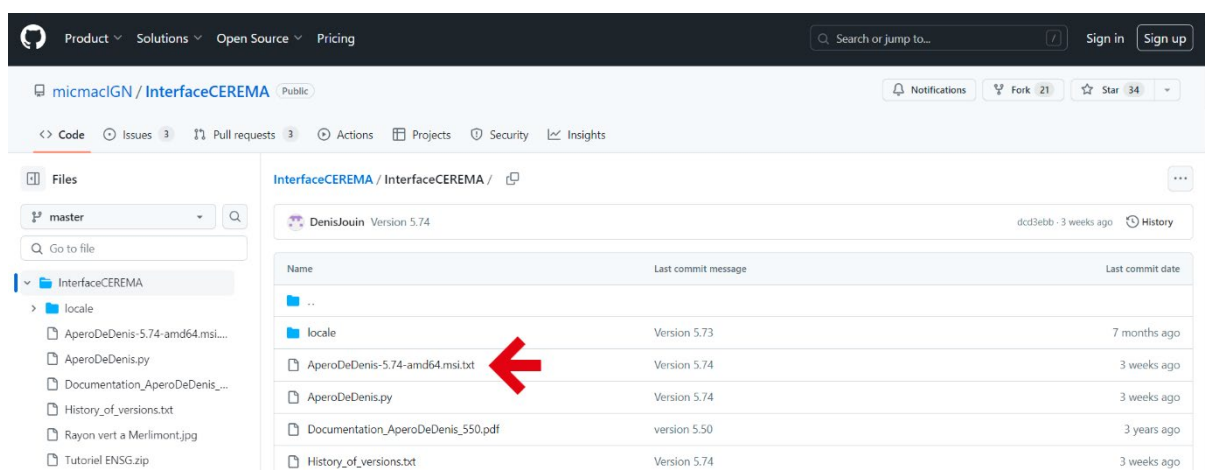 Product Solutions Open Source Pricing Search or jump to... / Sign in Sign up
micmacIGN / InterfaceCEREMA Public Notifications Fork 21 Star 34
<> Code Issues 3 Pull requests 3 Actions Projects Security Insights
Files
master
Go to file
InterfaceCEREMA
locale
AperoDeDenis-5.74-amd64.msi....
AperoDeDenis.py
Documentation_AperoDeDenis_...
History_of_versions.txt
Rayon vert a Merlimont.jpg
Tutoriel ENSG.zip
InterfaceCEREMA / InterfaceCEREMA /
DenisJouin Version 5.74 dcd3ebb · 3 weeks ago History
Name Last commit message Last commit date
..
locale Version 5.73 7 months ago
AperoDeDenis-5.74-amd64.msi.txt Version 5.74 3 weeks ago
AperoDeDenis.py Version 5.74 3 weeks ago
Documentation_AperoDeDenis_550.pdf version 5.50 3 years ago
History_of_versions.txt Version 5.74 3 weeks ago